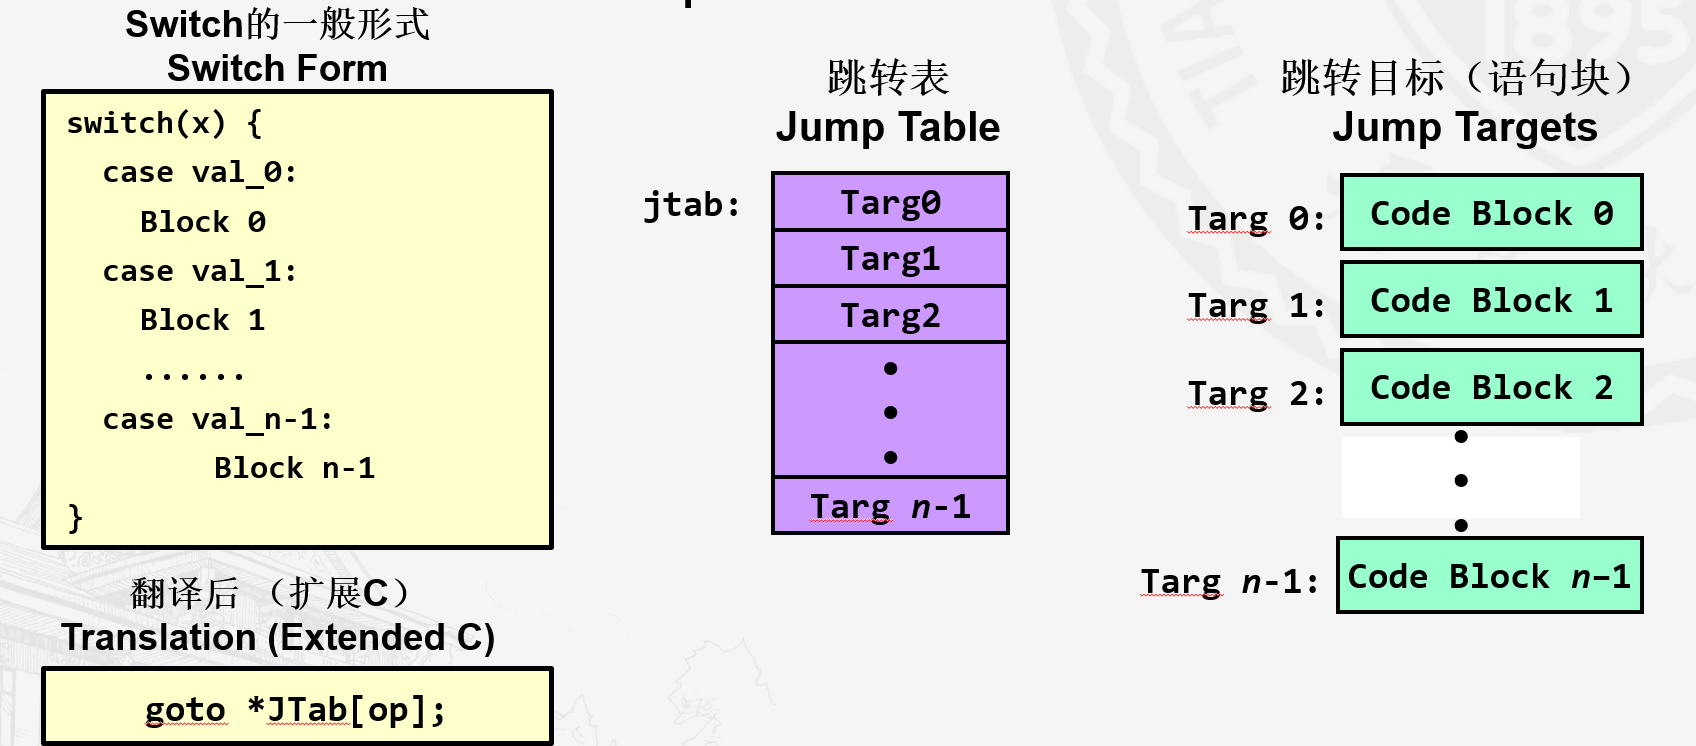 Switch的一般形式
Switch Form
switch(x) {
case val_0:
Block 0
case val_1:
Block 1
......
case val_n-1:
Block n-1
}
翻译后 （扩展C）
Translation (Extended C)
goto *JTab[op];
跳转表
Jump Table
jtab:
Targ0
Targ1
Targ2
Targ n-1
跳转目标（语句块）
Jump Targets
Targ 0: Code Block 0
Targ 1: Code Block 1
Targ 2: Code Block 2
Targ n-1: Code Block n–1
895